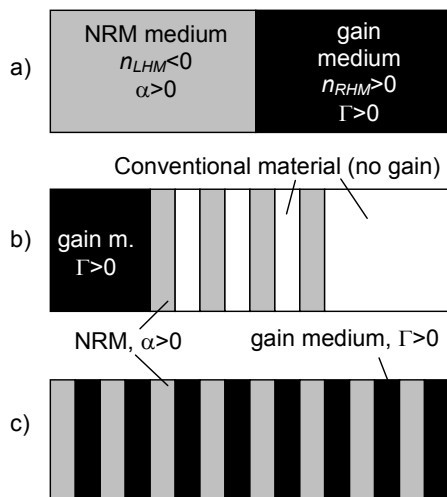 a)
NRM medium
n_LHM<0
α>0
gain
medium
n_RHM>0
Γ>0
Conventional material (no gain)
b)
gain m.
Γ>0
NRM, α>0
gain medium, Γ>0
c)